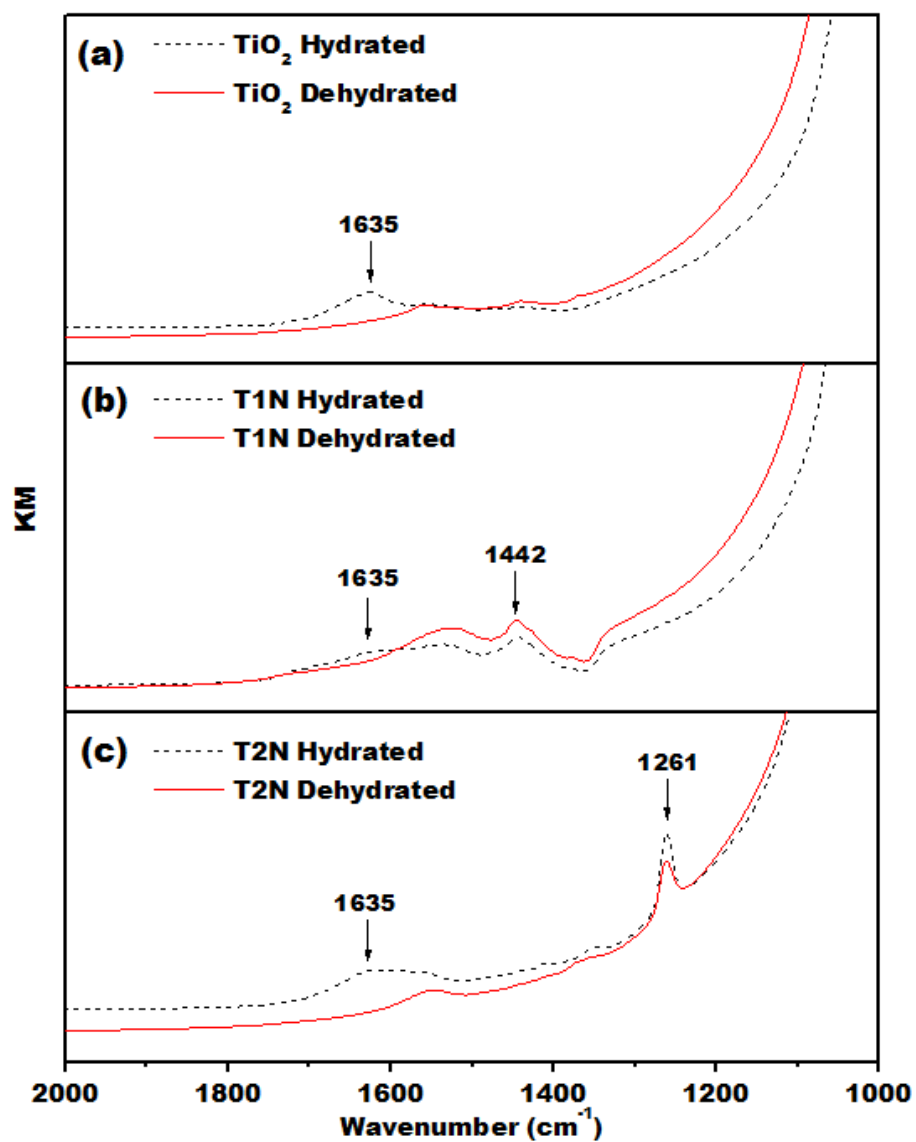 (a)
TiO₂ Hydrated
TiO₂ Dehydrated
1635
(b)
T1N Hydrated
T1N Dehydrated
1635
1442
KM
(c)
T2N Hydrated
T2N Dehydrated
1261
1635
2000 1800 1600 1400 1200 1000
Wavenumber (cm⁻¹)